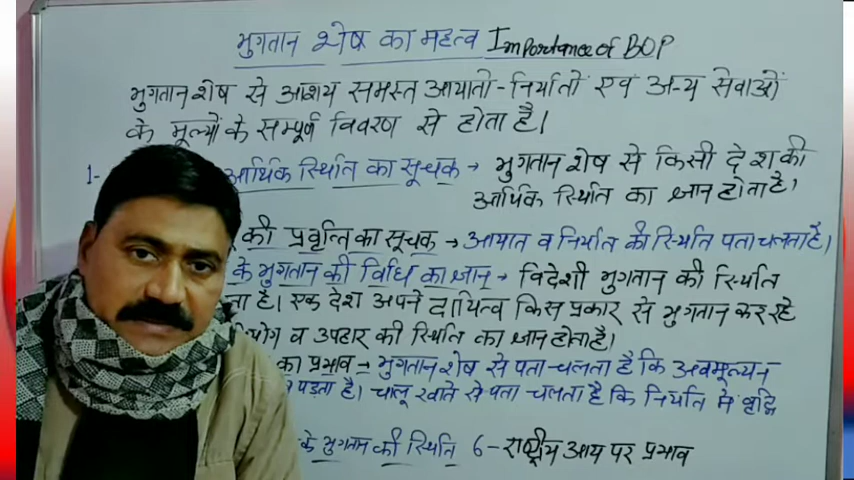 भुगतान शेष का महत्व Importance of BOP
भुगतान शेष से आशय समस्त आयातो-निर्यातों एवं अन्य सेवाओं
के मूल्यों के सम्पूर्ण विवरण से होता है।
1- आर्थिक स्थिति का सूचक → भुगतान शेष से किसी देश की
आर्थिक स्थिति का ज्ञान होता है।
की प्रवृत्ति का सूचक → आयात व निर्यात की स्थिति पता चलता है।
के भुगतान की विधि का ज्ञान → विदेशी भुगतान की स्थिति
है। एक देश अपने दायित्व किस प्रकार से भुगतान कर रहे
व उपहार की स्थिति का ज्ञान होता है।
का प्रभाव → भुगतान शेष से पता चलता है कि अवमूल्यन
पड़ता है। चालू खाते से पता चलता है कि निर्यात में वृद्धि
के भुगतान की स्थिति 6- राष्ट्रीय आय पर प्रभाव